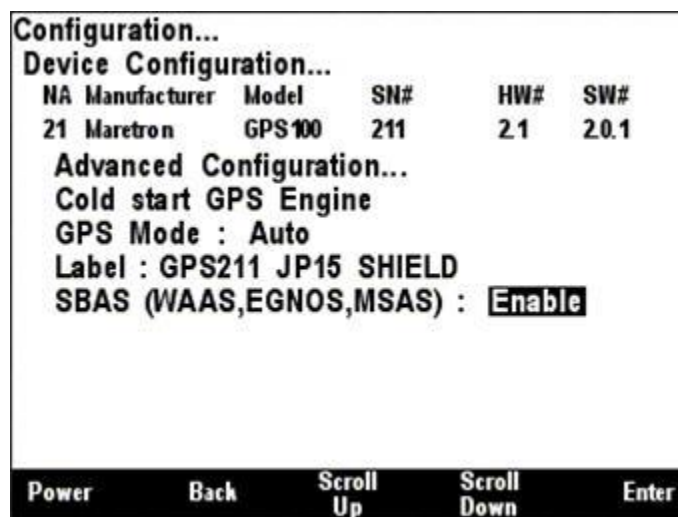 Configuration...
Device Configuration...
NA Manufacturer Model SN# HW# SW#
21 Maretron GPS100 211 2.1 2.0.1
Advanced Configuration...
Cold start GPS Engine
GPS Mode : Auto
Label : GPS211 JP15 SHIELD
SBAS (WAAS,EGNOS,MSAS) : Enable
Power Back Scroll Up Scroll Down Enter